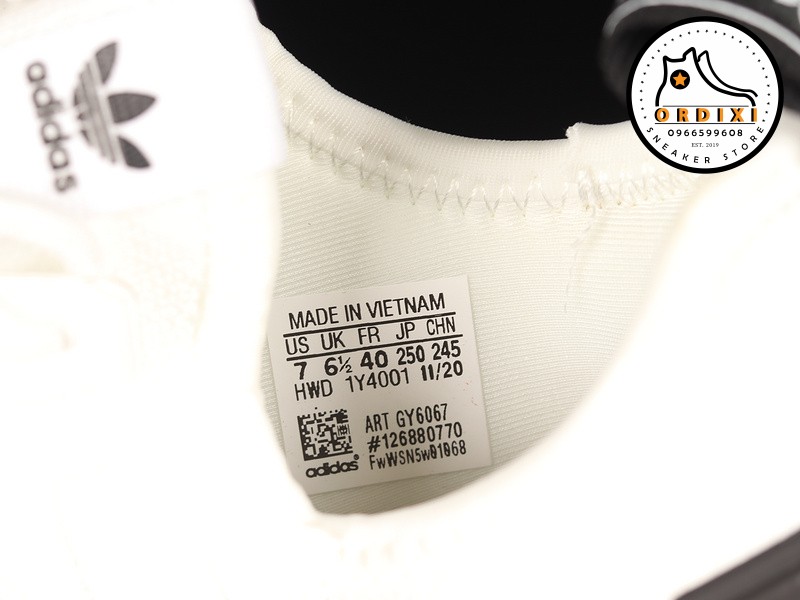 adidas
ORDIXI
0966599608
EST. 2019
SNEAKER STORE
MADE IN VIETNAM
US UK FR JP CHN
7 6½ 40 250 245
HWD 1Y4001 11/20
ART GY6067
#126880770
adidas FwWSN5w01068